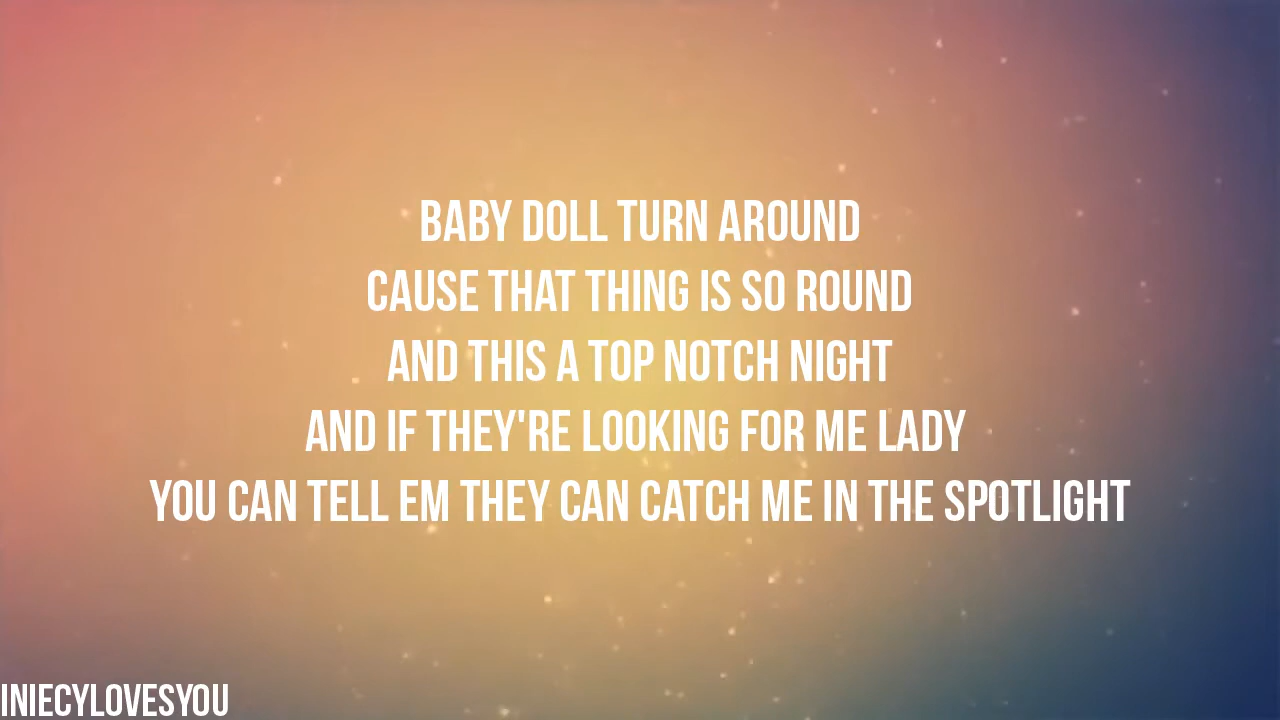 BABY DOLL TURN AROUND
CAUSE THAT THING IS SO ROUND
AND THIS A TOP NOTCH NIGHT
AND IF THEY'RE LOOKING FOR ME LADY
YOU CAN TELL EM THEY CAN CATCH ME IN THE SPOTLIGHT
INIECYLOVESYOU